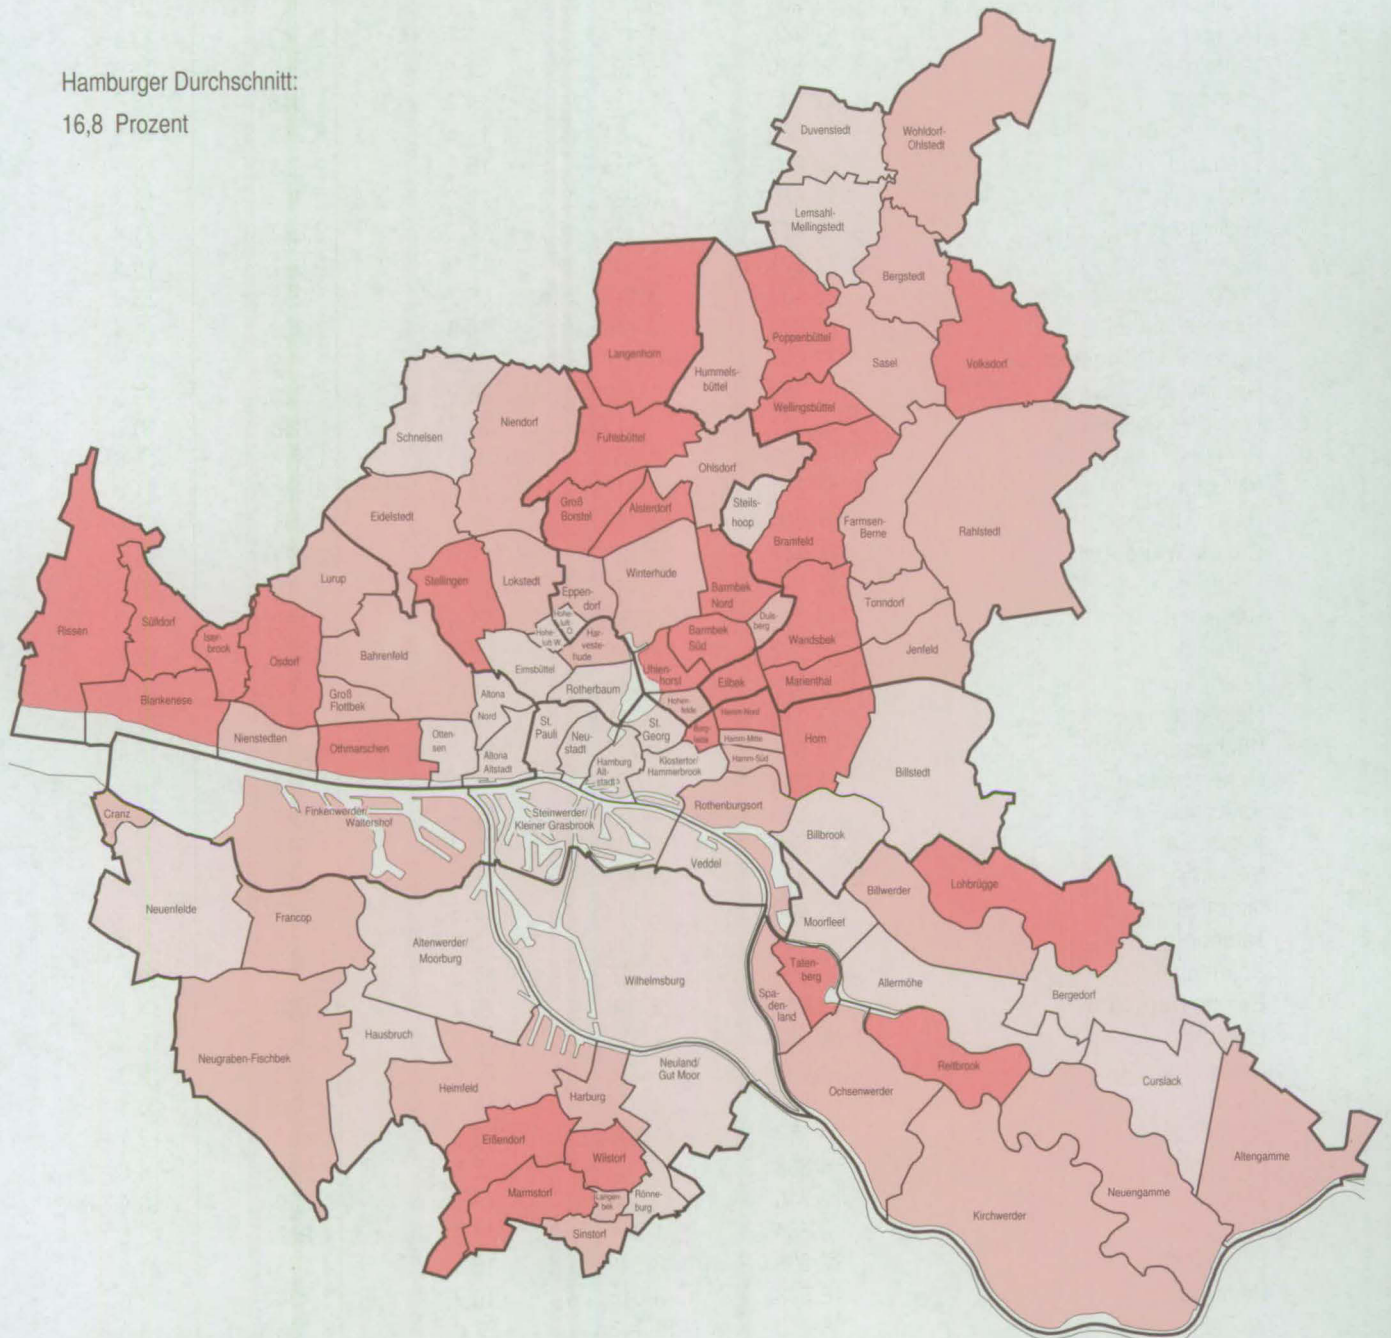 Hamburger Durchschnitt:
16,8 Prozent
Duvenstedt
Wohldorf-
Ohlstedt
Lemsahl-
Mellingstedt
Bergstedt
Langenhorn
Hummels-
büttel
Poppenbüttel
Sasel
Volksdorf
Wellingsbüttel
Schnelsen
Niendorf
Fuhlsbüttel
Ohlsdorf
Steils-
hoop
Groß
Borstel
Alsterdorf
Bramfeld
Farmsen-
Berne
Rahlstedt
Eidelstedt
Lurup
Stellingen
Lokstedt
Eppen-
dorf
Winterhude
Barmbek
Nord
Tonndorf
Rissen
Sülldorf
Iser-
brook
Osdorf
Bahrenfeld
Hohe-
luft
O.
Hohe-
luft W.
Har-
veste-
hude
Barmbek
Süd
Duls-
berg
Wandsbek
Jenfeld
Eimsbüttel
Rotherbaum
Uhlen-
horst
Eilbek
Marienthal
Blankenese
Groß
Flottbek
Nienstedten
Othmarschen
Otten-
sen
Altona
Nord
Altona
Altstadt
St.
Pauli
Neu-
stadt
Hamburg
Alt-
stadt
St.
Georg
Hohen-
felde
Borg-
felde
Hamm-Nord
Hamm-Mitte
Hamm-Süd
Horn
Klostertor/
Hammerbrook
Billstedt
Cranz
Finkenwerder/
Waltershof
Steinwerder/
Kleiner Grasbrook
Rothenburgsort
Billbrook
Veddel
Neuenfelde
Francop
Altenwerder/
Moorburg
Wilhelmsburg
Moorfleet
Billwerder
Lohbrügge
Spa-
den-
land
Taten-
berg
Allermöhe
Bergedorf
Neugraben-Fischbek
Hausbruch
Heimfeld
Harburg
Neuland/
Gut Moor
Ochsenwerder
Reitbrook
Curslack
Eißendorf
Wilstorf
Marmstorf
Langen-
bek
Rönne-
burg
Sinstorf
Kirchwerder
Neuengamme
Altengamme